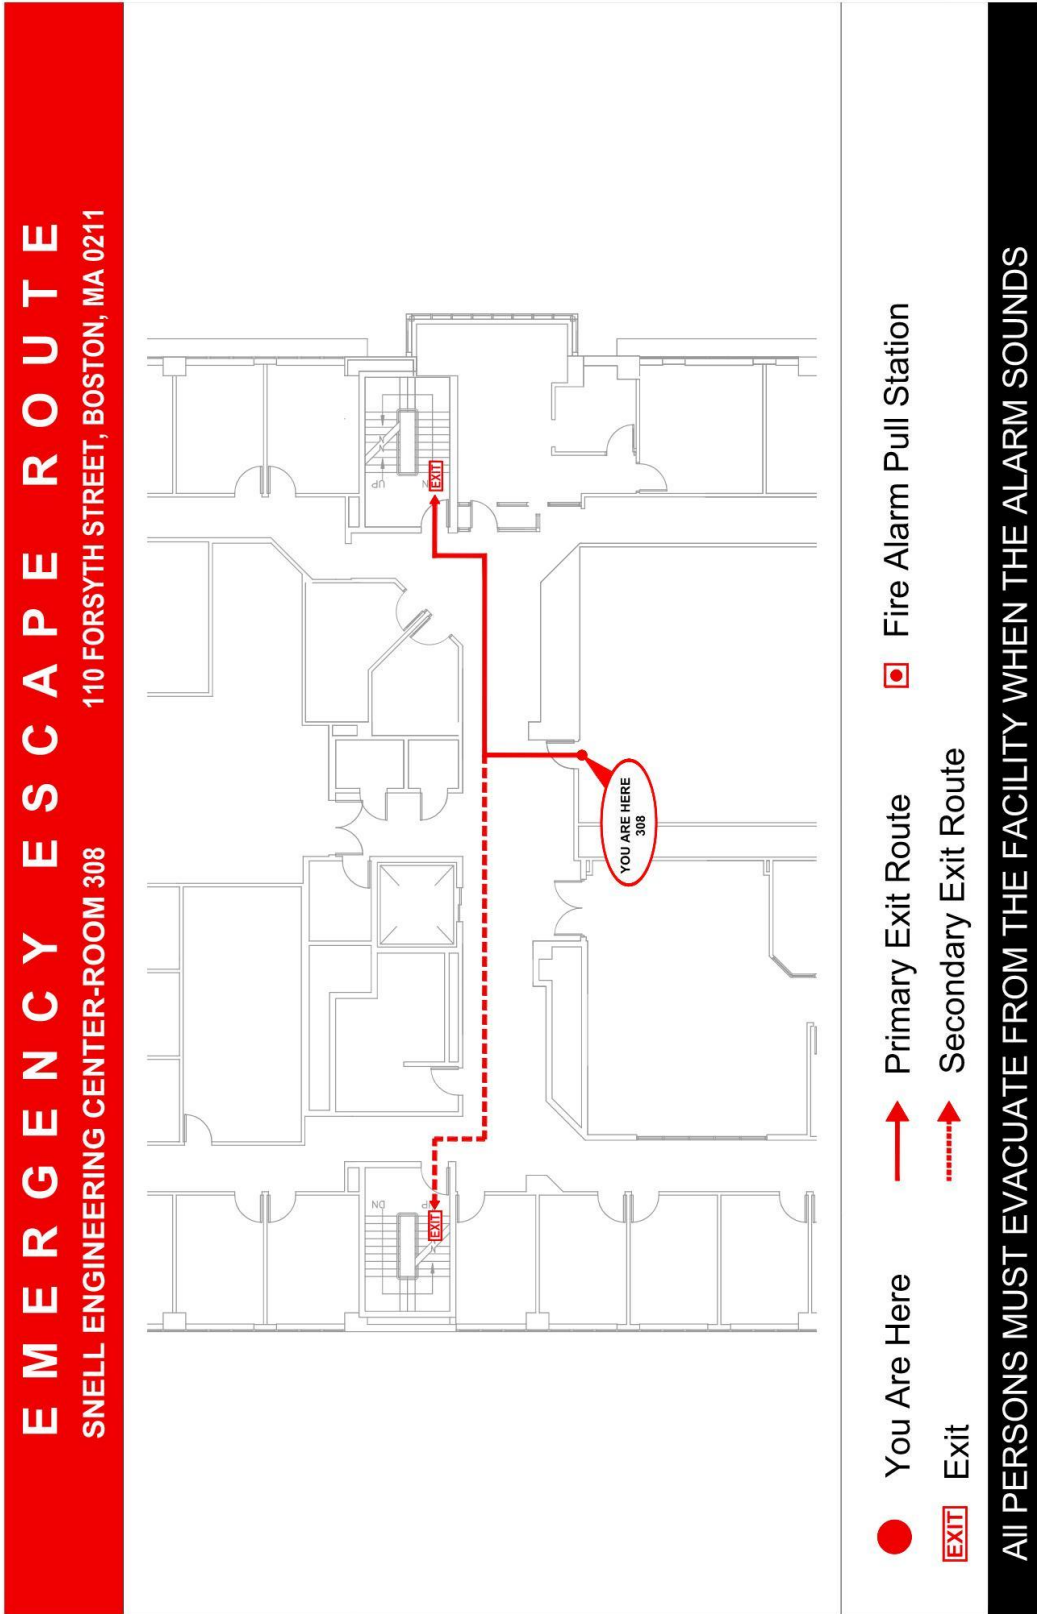 EMERGENCY ESCAPE ROUTE
SNELL ENGINEERING CENTER-ROOM 308
110 FORSYTH STREET, BOSTON, MA 0211
DN
UP
EXIT
YOU ARE HERE
308
UP
EXIT
You Are Here
Primary Exit Route
Fire Alarm Pull Station
EXIT
Exit
Secondary Exit Route
All PERSONS MUST EVACUATE FROM THE FACILITY WHEN THE ALARM SOUNDS